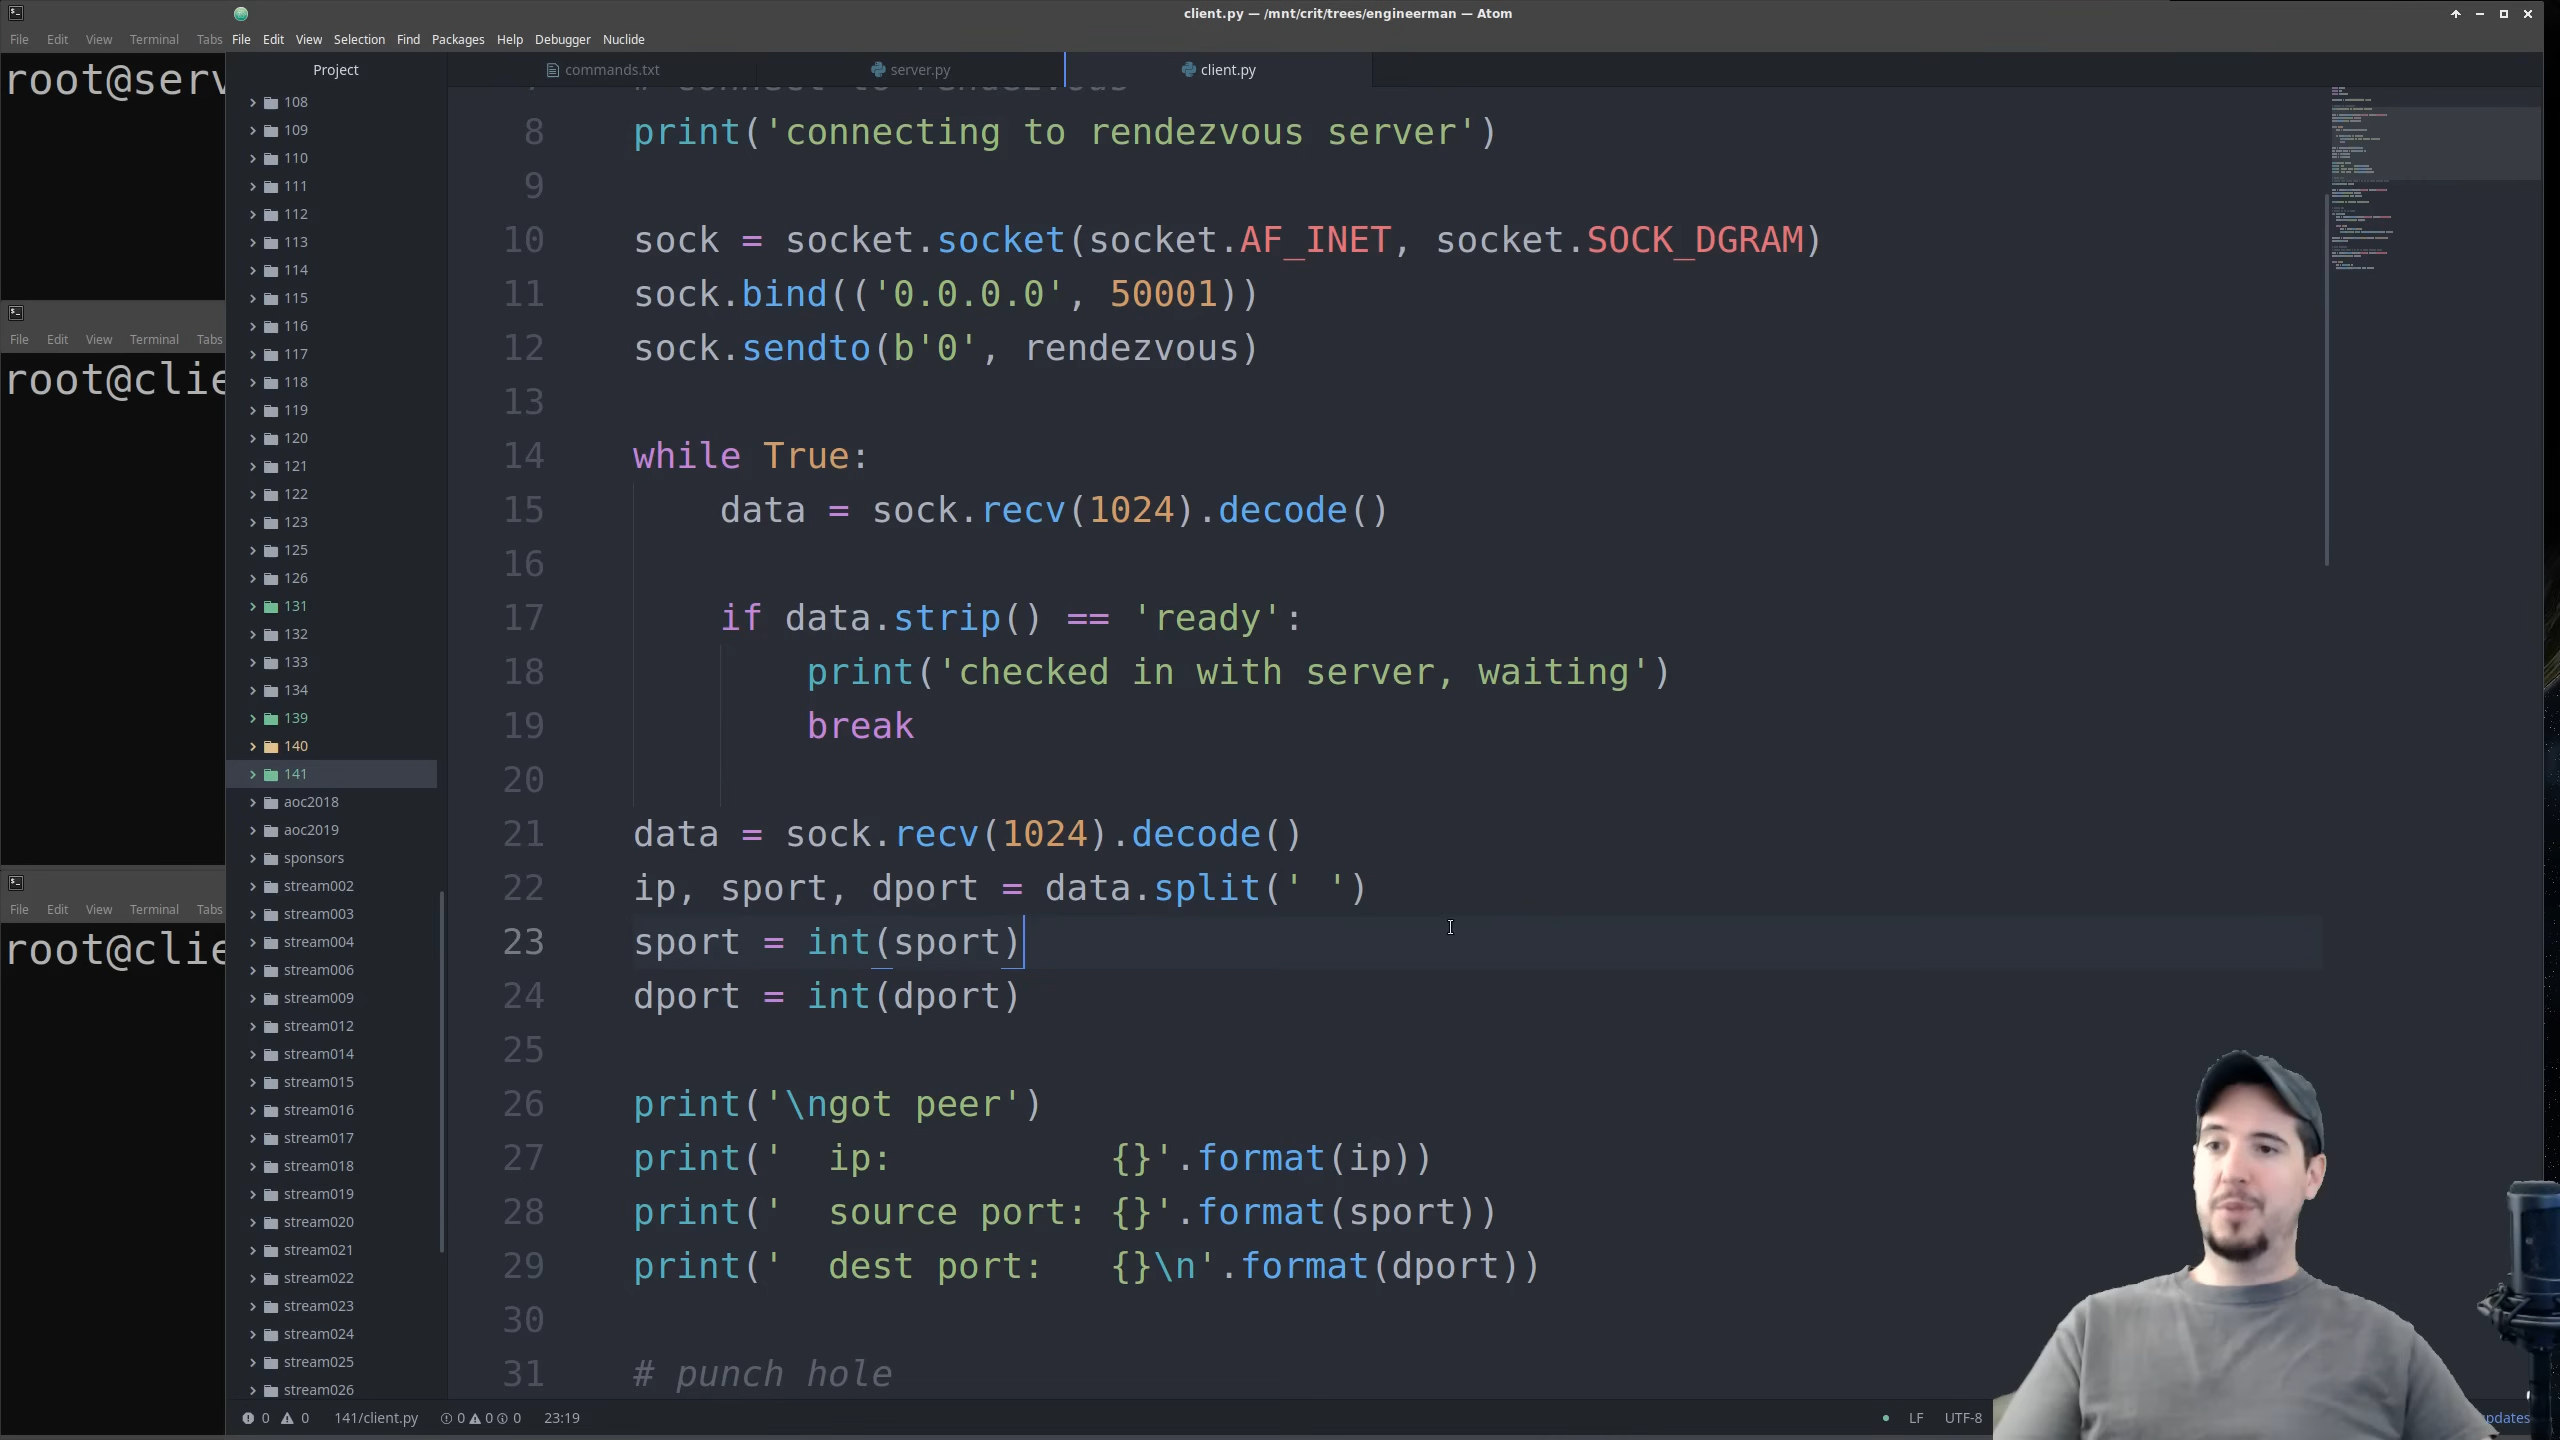 client.py — /mnt/crit/trees/engineerman — Atom
File Edit View Terminal Tabs
File Edit View Selection Find Packages Help Debugger Nuclide
root@serv
File Edit View Terminal Tabs
root@clie
File Edit View Terminal Tabs
root@clie
Project
108
109
110
111
112
113
114
115
116
117
118
119
120
121
122
123
125
126
131
132
133
134
139
140
141
aoc2018
aoc2019
sponsors
stream002
stream003
stream004
stream006
stream009
stream012
stream014
stream015
stream016
stream017
stream018
stream019
stream020
stream021
stream022
stream023
stream024
stream025
stream026
commands.txt server.py client.py
7 # connect to rendezvous
8 print('connecting to rendezvous server')
9
10 sock = socket.socket(socket.AF_INET, socket.SOCK_DGRAM)
11 sock.bind(('0.0.0.0', 50001))
12 sock.sendto(b'0', rendezvous)
13
14 while True:
15     data = sock.recv(1024).decode()
16
17     if data.strip() == 'ready':
18         print('checked in with server, waiting')
19         break
20
21 data = sock.recv(1024).decode()
22 ip, sport, dport = data.split(' ')
23 sport = int(sport)
24 dport = int(dport)
25
26 print('\ngot peer')
27 print('  ip:          {}'.format(ip))
28 print('  source port: {}'.format(sport))
29 print('  dest port:   {}\n'.format(dport))
30
31 # punch hole
0 0 141/client.py 0 0 0 23:19 LF UTF-8 pdates